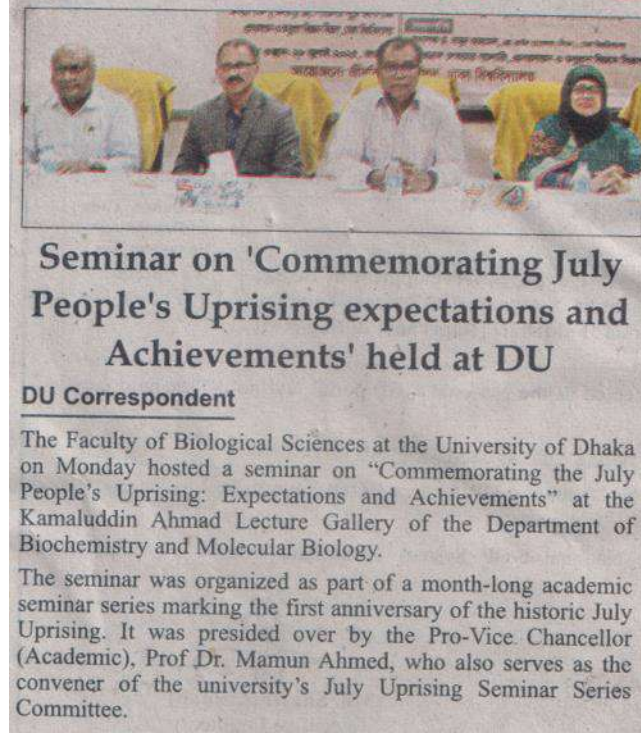 Seminar on 'Commemorating July
People's Uprising expectations and
Achievements' held at DU
DU Correspondent
The Faculty of Biological Sciences at the University of Dhaka
on Monday hosted a seminar on “Commemorating the July
People’s Uprising: Expectations and Achievements” at the
Kamaluddin Ahmad Lecture Gallery of the Department of
Biochemistry and Molecular Biology.
The seminar was organized as part of a month-long academic
seminar series marking the first anniversary of the historic July
Uprising. It was presided over by the Pro-Vice Chancellor
(Academic), Prof Dr. Mamun Ahmed, who also serves as the
convener of the university’s July Uprising Seminar Series
Committee.